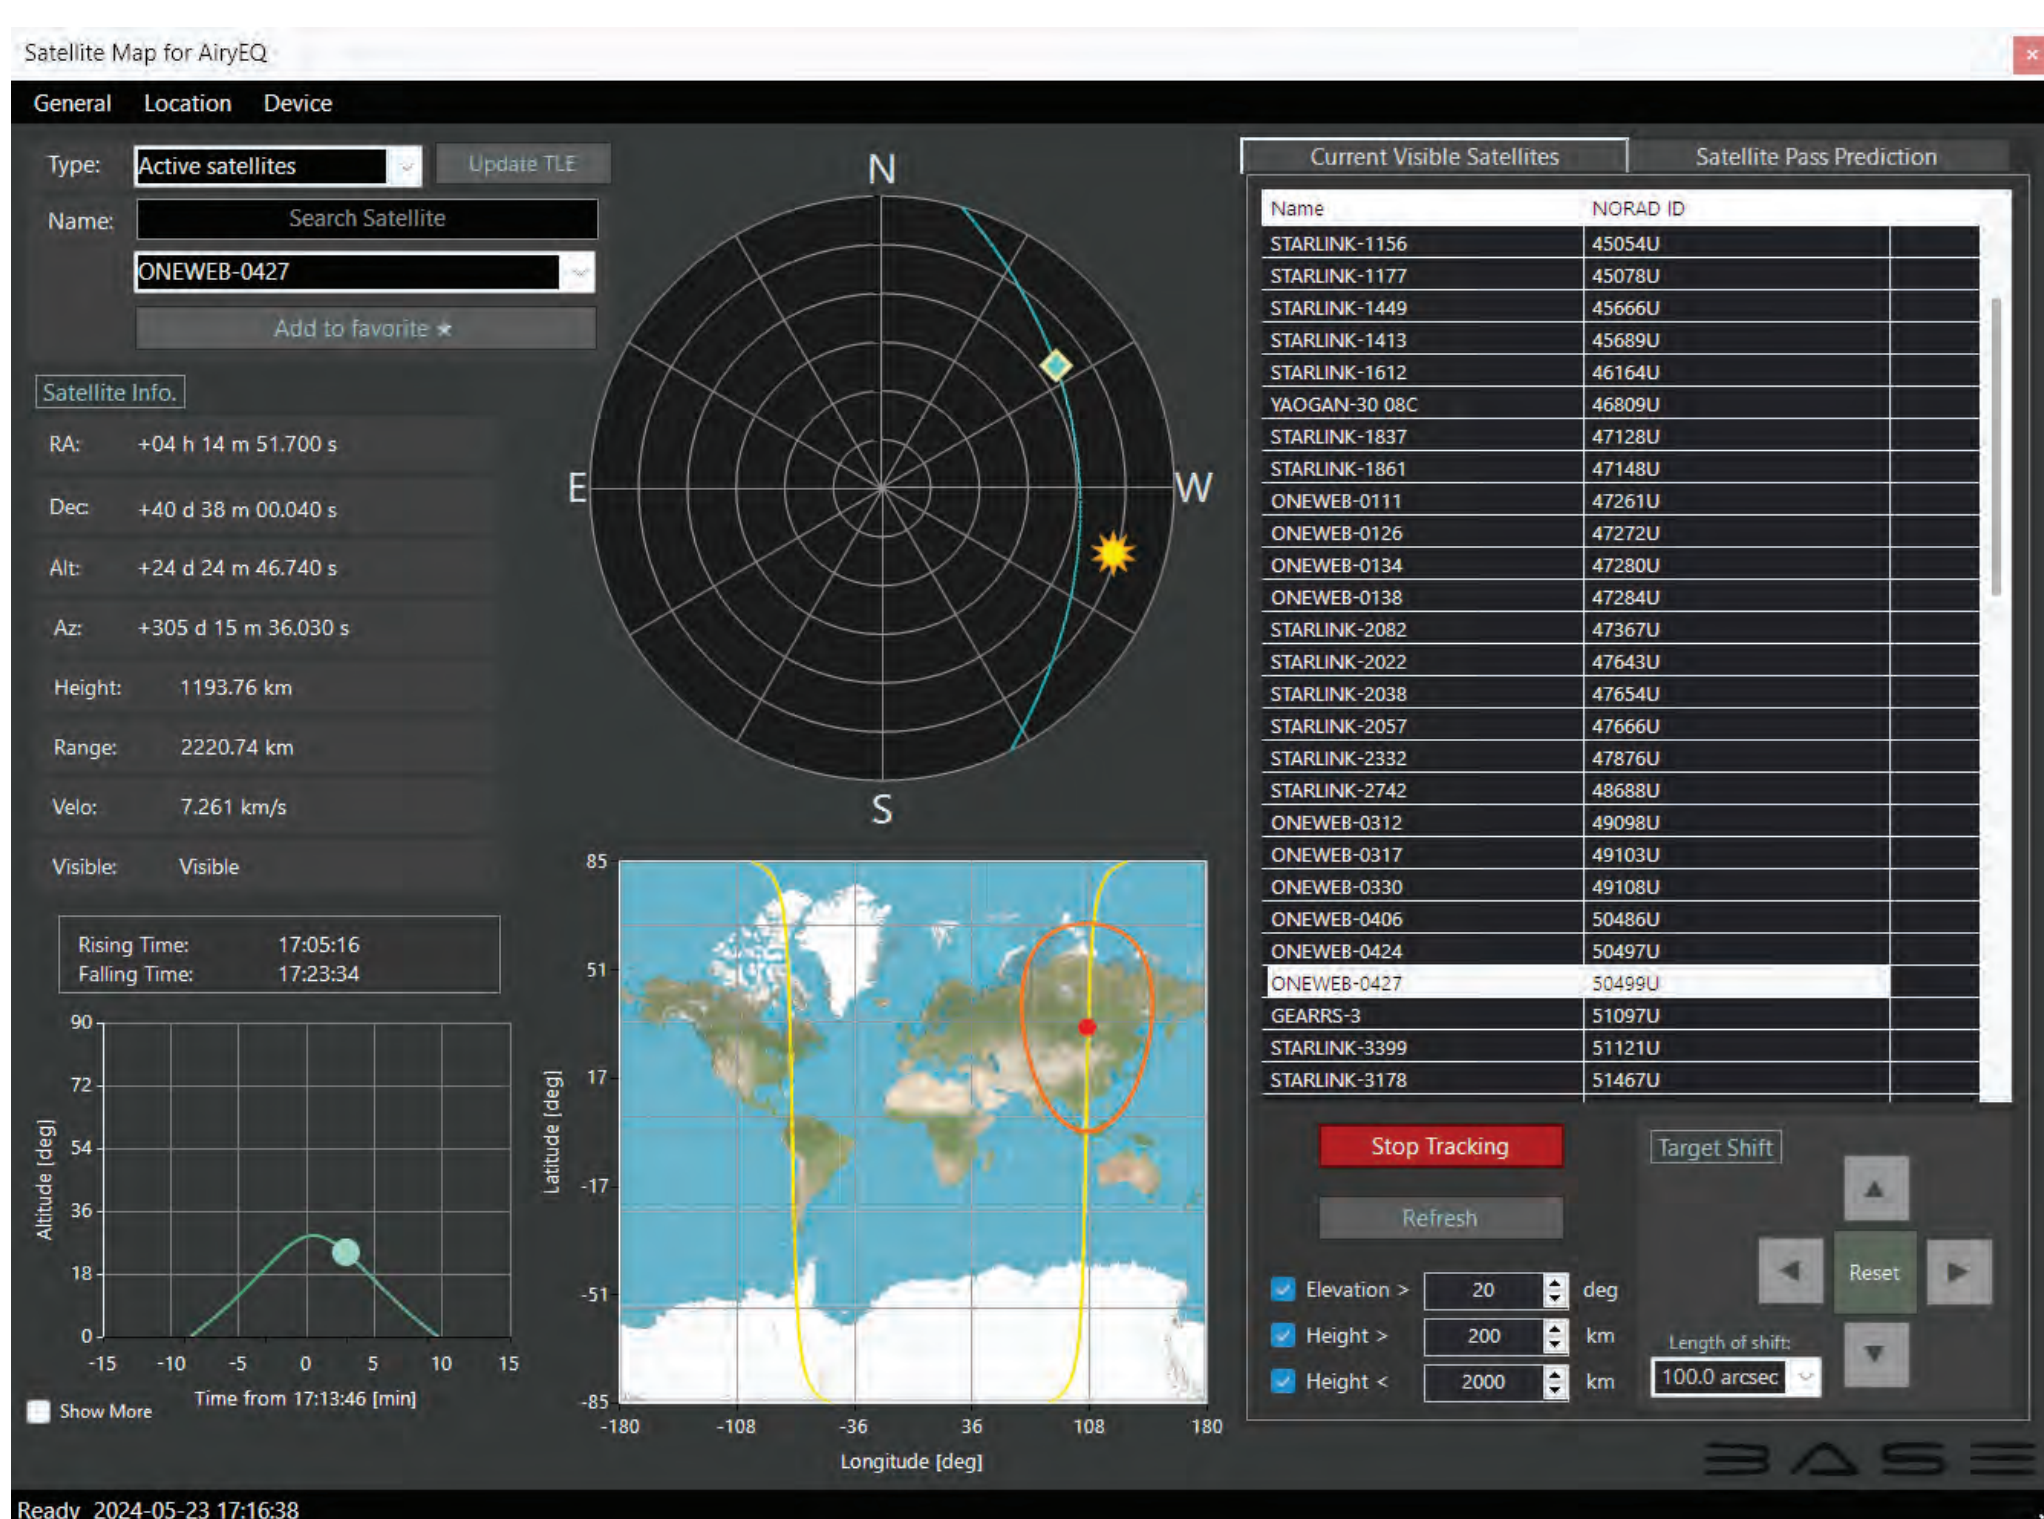 Satellite Map for AiryEQ
×
General Location Device
Type: Active satellites Update TLE
Name: Search Satellite
ONEWEB-0427
Add to favorite ★
Satellite Info.
RA: +04 h 14 m 51.700 s
Dec: +40 d 38 m 00.040 s
Alt: +24 d 24 m 46.740 s
Az: +305 d 15 m 36.030 s
Height: 1193.76 km
Range: 2220.74 km
Velo: 7.261 km/s
Visible: Visible
Rising Time: 17:05:16
Falling Time: 17:23:34
90
72
54
36
18
0
Altitude [deg]
-15 -10 -5 0 5 10 15
Time from 17:13:46 [min]
Show More
N
E
W
S
85
51
17
-17
-51
-85
Latitude [deg]
-180 -108 -36 36 108 180
Longitude [deg]
Current Visible Satellites Satellite Pass Prediction
Name NORAD ID
STARLINK-1156 45054U
STARLINK-1177 45078U
STARLINK-1449 45666U
STARLINK-1413 45689U
STARLINK-1612 46164U
YAOGAN-30 08C 46809U
STARLINK-1837 47128U
STARLINK-1861 47148U
ONEWEB-0111 47261U
ONEWEB-0126 47272U
ONEWEB-0134 47280U
ONEWEB-0138 47284U
STARLINK-2082 47367U
STARLINK-2022 47643U
STARLINK-2038 47654U
STARLINK-2057 47666U
STARLINK-2332 47876U
STARLINK-2742 48688U
ONEWEB-0312 49098U
ONEWEB-0317 49103U
ONEWEB-0330 49108U
ONEWEB-0406 50486U
ONEWEB-0424 50497U
ONEWEB-0427 50499U
GEARRS-3 51097U
STARLINK-3399 51121U
STARLINK-3178 51467U
Stop Tracking
Refresh
Elevation > 20 deg
Height > 200 km
Height < 2000 km
Target Shift
▲
◀ Reset ▶
▼
Length of shift:
100.0 arcsec
BASE
Ready 2024-05-23 17:16:38